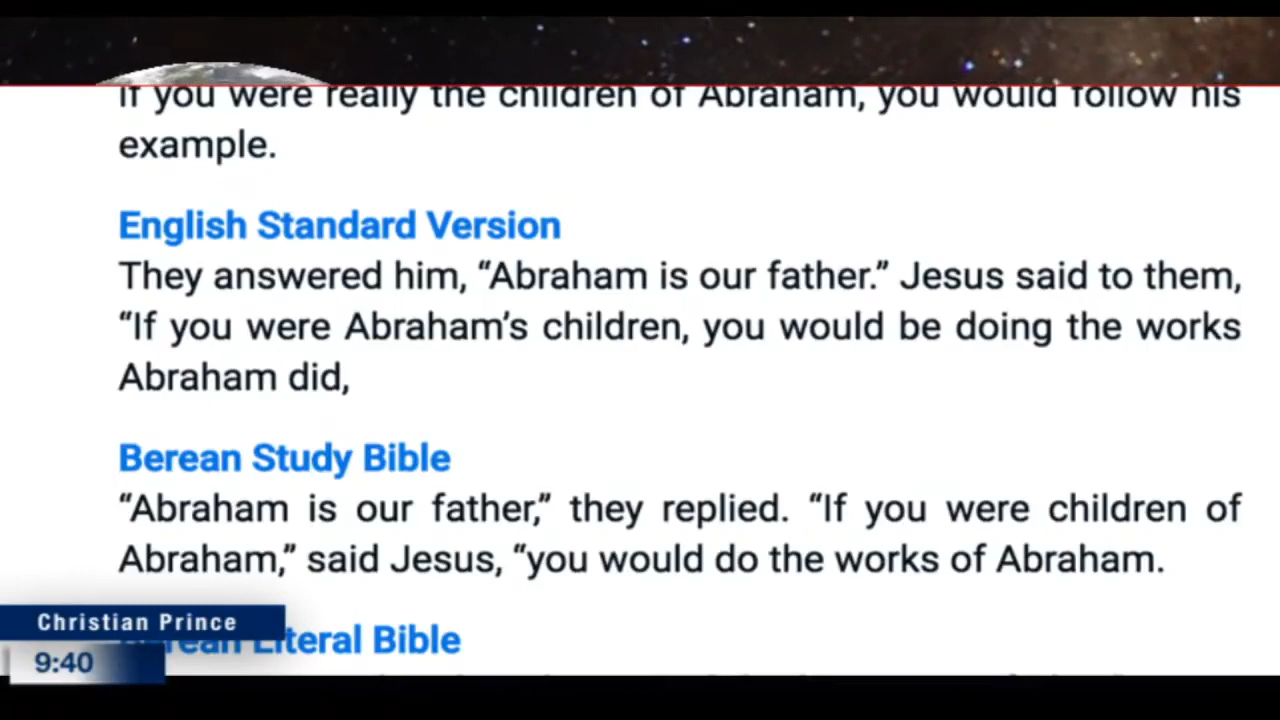 If you were really the children of Abraham, you would follow his
example.
English Standard Version
They answered him, “Abraham is our father.” Jesus said to them,
“If you were Abraham’s children, you would be doing the works
Abraham did,
Berean Study Bible
“Abraham is our father,” they replied. “If you were children of
Abraham,” said Jesus, “you would do the works of Abraham.
Christian Prince
Berean Literal Bible
9:40